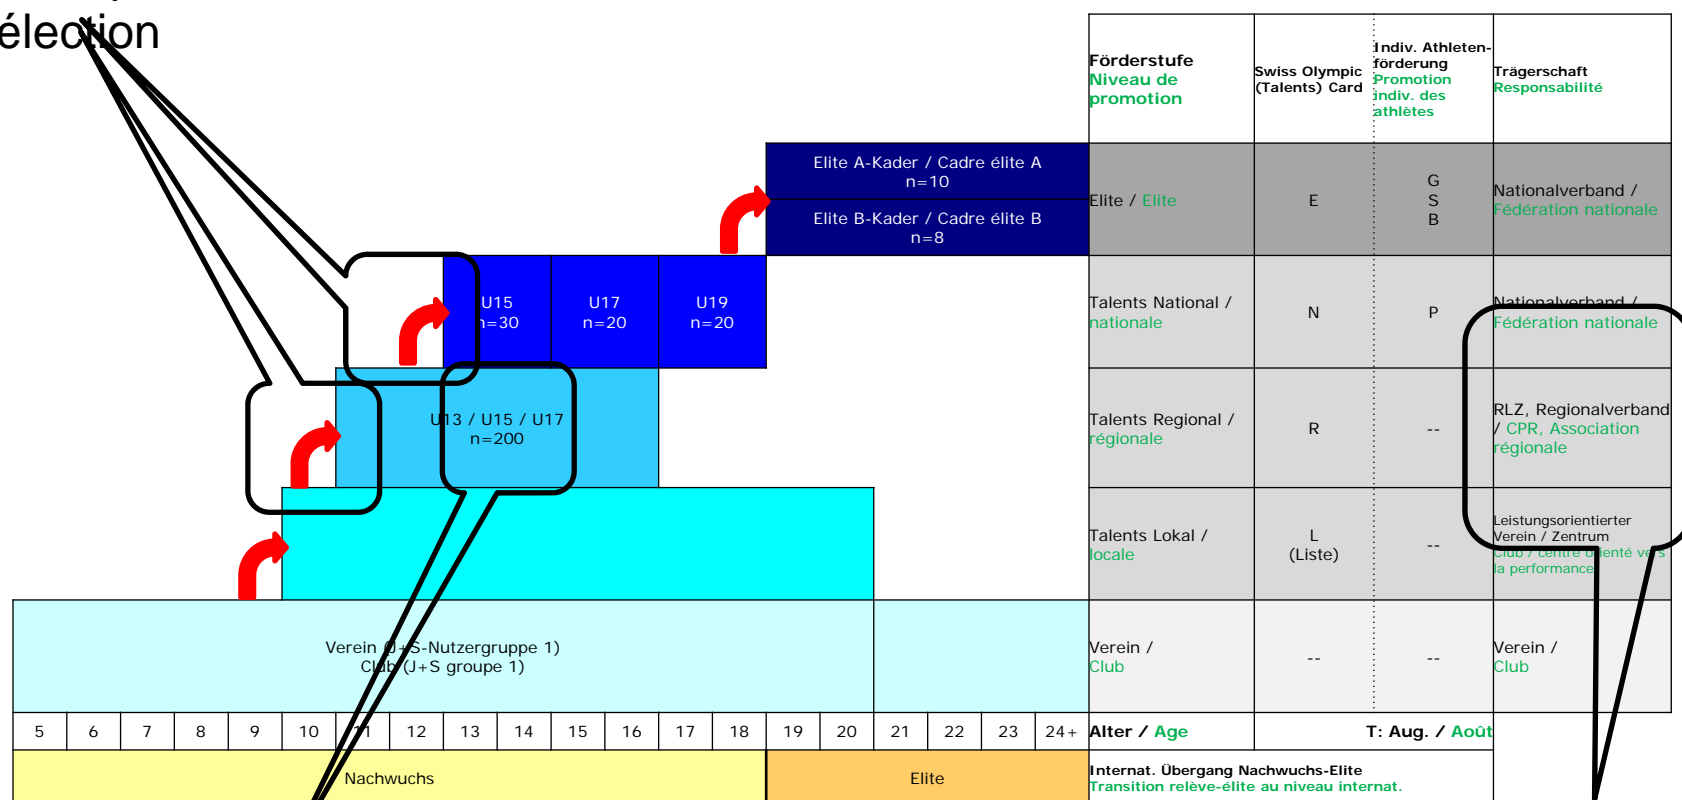 élection
Förderstufe
Niveau de
promotion
Swiss Olympic
(Talents) Card
Indiv. Athleten-
förderung
Promotion
indiv. des
athlètes
Trägerschaft
Responsabilité
Elite A-Kader / Cadre élite A
n=10
Elite B-Kader / Cadre élite B
n=8
Elite / Elite
E
G
S
B
Nationalverband /
Fédération nationale
U15
n=30
U17
n=20
U19
n=20
Talents National /
nationale
N
P
Nationalverband /
Fédération nationale
U13 / U15 / U17
n=200
Talents Regional /
régionale
R
--
RLZ, Regionalverband
/ CPR, Association
régionale
Talents Lokal /
locale
L
(Liste)
--
Leistungsorientierter
Verein / Zentrum
Club / centre orienté vers
la performance
Verein (J+S-Nutzergruppe 1)
Club (J+S groupe 1)
Verein /
Club
--
--
Verein /
Club
5 6 7 8 9 10 11 12 13 14 15 16 17 18 19 20 21 22 23 24+ Alter / Age T: Aug. / Août
Nachwuchs
Elite
Internat. Übergang Nachwuchs-Elite
Transition relève-élite au niveau internat.